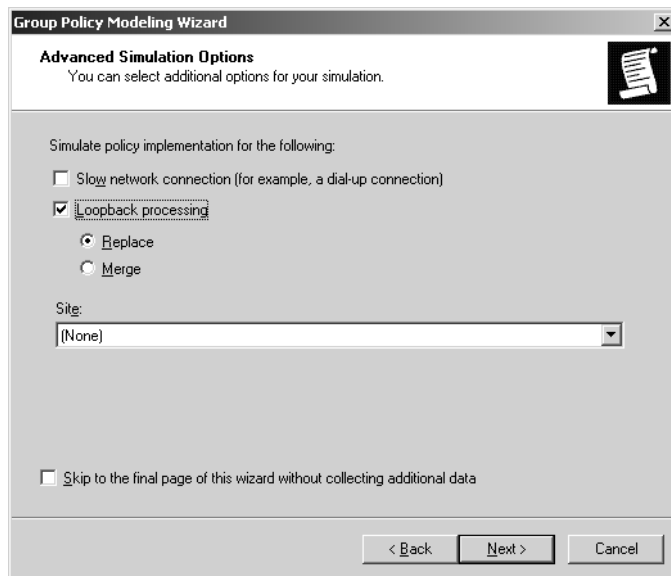 Group Policy Modeling Wizard
Advanced Simulation Options
You can select additional options for your simulation.
Simulate policy implementation for the following:
Slow network connection (for example, a dial-up connection)
Loopback processing
Replace
Merge
Site:
(None)
Skip to the final page of this wizard without collecting additional data
< Back Next > Cancel